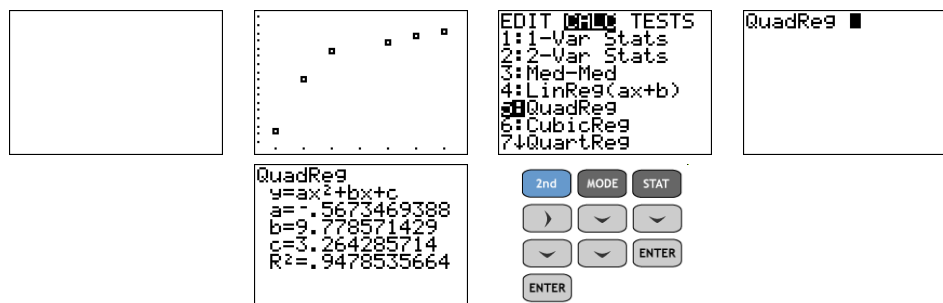 EDIT CALC TESTS
1:1-Var Stats
2:2-Var Stats
3:Med-Med
4:LinReg(ax+b)
5:QuadReg
6:CubicReg
7↓QuartReg
QuadReg
QuadReg
y=ax²+bx+c
a=-.5673469388
b=9.778571429
c=3.264285714
R²=.9478535664
2nd MODE STAT
ENTER
ENTER